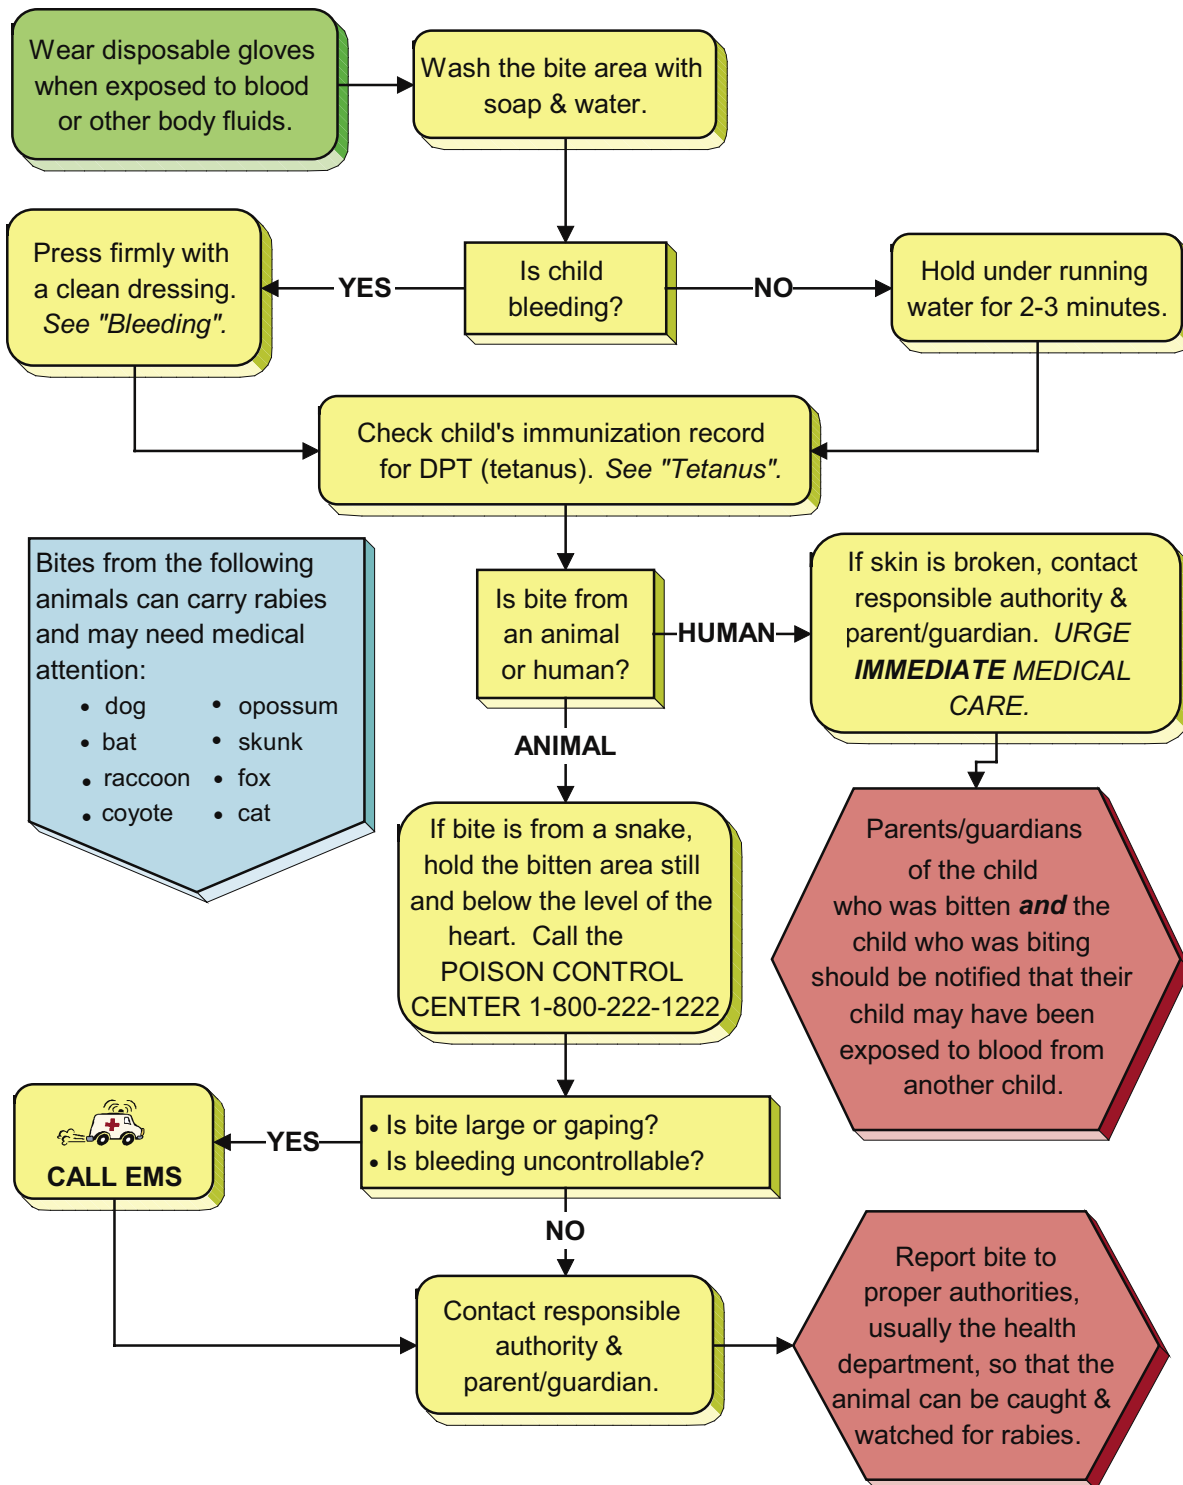 Wear disposable gloves
when exposed to blood
or other body fluids.
Wash the bite area with
soap & water.
Press firmly with
a clean dressing.
See "Bleeding".
YES
Is child
bleeding?
NO
Hold under running
water for 2-3 minutes.
Check child's immunization record
for DPT (tetanus). See "Tetanus".
Bites from the following
animals can carry rabies
and may need medical
attention:
• dog
• bat
• raccoon
• coyote
• opossum
• skunk
• fox
• cat
Is bite from
an animal
or human?
HUMAN
If skin is broken, contact
responsible authority &
parent/guardian. URGE
IMMEDIATE MEDICAL
CARE.
ANIMAL
If bite is from a snake,
hold the bitten area still
and below the level of the
heart. Call the
POISON CONTROL
CENTER 1-800-222-1222
Parents/guardians
of the child
who was bitten and the
child who was biting
should be notified that their
child may have been
exposed to blood from
another child.
CALL EMS
YES
• Is bite large or gaping?
• Is bleeding uncontrollable?
NO
Contact responsible
authority &
parent/guardian.
Report bite to
proper authorities,
usually the health
department, so that the
animal can be caught &
watched for rabies.